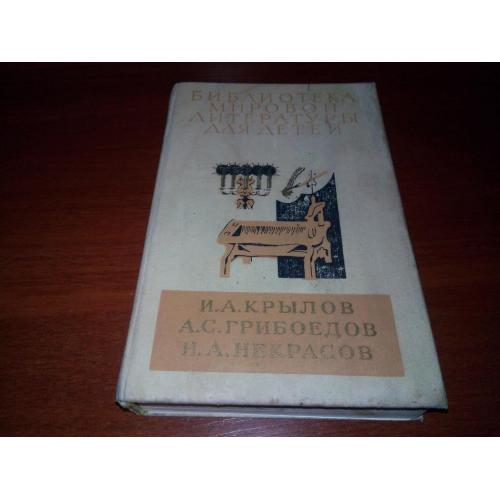 БИБЛИОТЕКА
МИРОВОЙ
ЛИТЕРАТУРЫ
ДЛЯ ДЕТЕЙ
И.А.КРЫЛОВ
А.С.ГРИБОЕДОВ
Н.А.НЕКРАСОВ